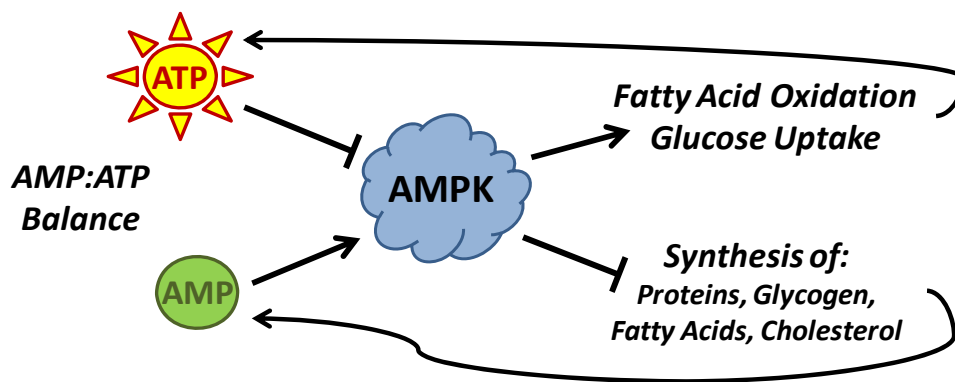 ATP
Fatty Acid Oxidation
Glucose Uptake
AMP:ATP
Balance
AMPK
AMP
Synthesis of:
Proteins, Glycogen,
Fatty Acids, Cholesterol